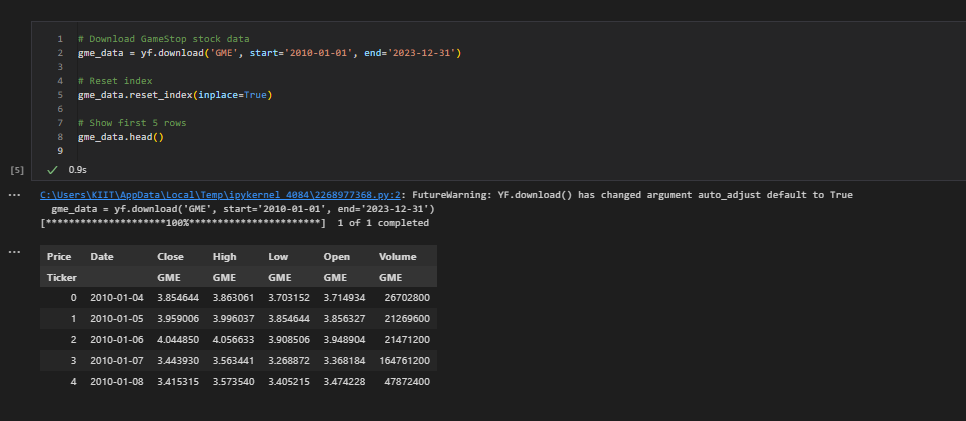 1 # Download GameStop stock data
2 gme_data = yf.download('GME', start='2010-01-01', end='2023-12-31')
3
4 # Reset index
5 gme_data.reset_index(inplace=True)
6
7 # Show first 5 rows
8 gme_data.head()
9
[5] ✓ 0.9s
... C:\Users\KIIT\AppData\Local\Temp\ipykernel_4084\2268977368.py:2: FutureWarning: YF.download() has changed argument auto_adjust default to True
gme_data = yf.download('GME', start='2010-01-01', end='2023-12-31')
[*********************100%***********************] 1 of 1 completed
...
Price Date Close High Low Open Volume
Ticker GME GME GME GME GME
0 2010-01-04 3.854644 3.863061 3.703152 3.714934 26702800
1 2010-01-05 3.959006 3.996037 3.854644 3.856327 21269600
2 2010-01-06 4.044850 4.056633 3.908506 3.948904 21471200
3 2010-01-07 3.443930 3.563441 3.268872 3.368184 164761200
4 2010-01-08 3.415315 3.573540 3.405215 3.474228 47872400